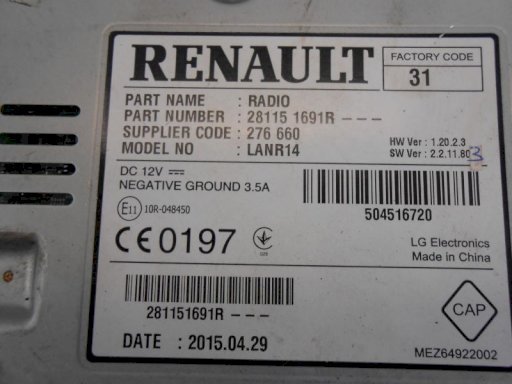 RENAULT
FACTORY CODE
31
PART NAME : RADIO
PART NUMBER : 28115 1691R - - -
SUPPLIER CODE : 276 660
MODEL NO : LANR14
HW Ver : 1.20.2.3
SW Ver : 2.2.11.803
DC 12V
NEGATIVE GROUND 3.5A
E11 10R-048450
504516720
CE0197
LG Electronics
Made in China
281151691R - - -
CAP
DATE : 2015.04.29
MEZ64922002